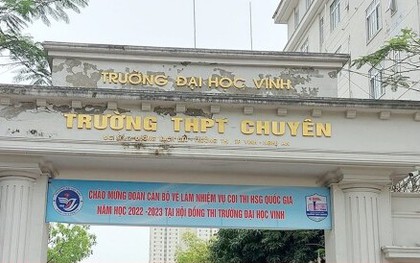 TRƯỜNG ĐẠI HỌC VINH
TRƯỜNG THPT CHUYÊN
CHÀO MỪNG ĐOÀN CÁN BỘ VỀ LÀM NHIỆM VỤ COI THI HSG QUỐC GIA
NĂM HỌC 2022 -2023 TẠI HỘI ĐỒNG THI TRƯỜNG ĐẠI HỌC VINH